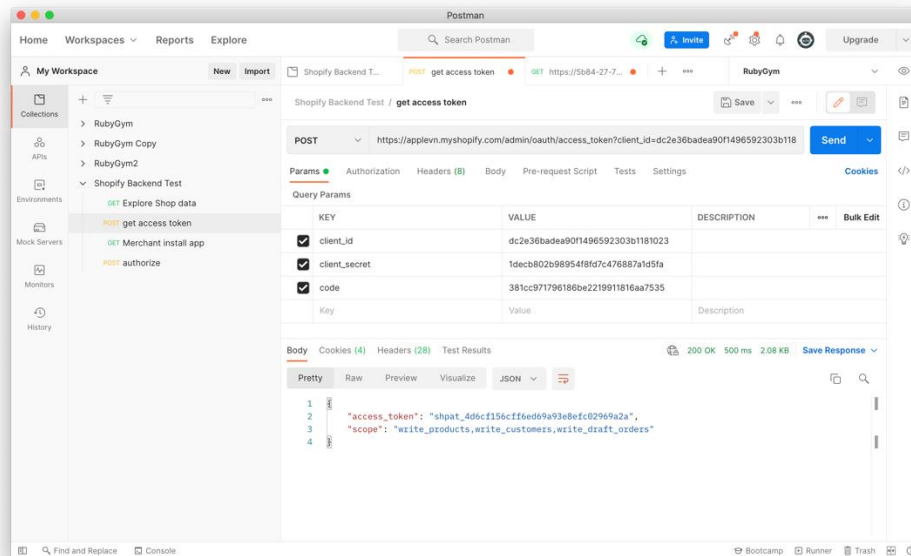 Postman
Home Workspaces Reports Explore Search Postman Invite Upgrade
My Workspace New Import Shopify Backend T... POST get access token GET https://5b84-27-7... RubyGym
Collections
APIs
Environments
Mock Servers
Monitors
History
RubyGym
RubyGym Copy
RubyGym2
Shopify Backend Test
GET Explore Shop data
POST get access token
GET Merchant install app
POST authorize
Shopify Backend Test / get access token Save
POST https://applevn.myshopify.com/admin/oauth/access_token?client_id=dc2e36badea90f1496592303b118 Send
Params Authorization Headers (8) Body Pre-request Script Tests Settings Cookies
Query Params
KEY VALUE DESCRIPTION Bulk Edit
client_id dc2e36badea90f1496592303b1181023
client_secret 1decb802b98954f8fd7c476887a1d5fa
code 381cc971796186be2219911816aa7535
Key Value Description
Body Cookies (4) Headers (28) Test Results 200 OK 500 ms 2.08 KB Save Response
Pretty Raw Preview Visualize JSON
1 {
2 "access_token": "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",
3 "scope": "write_products,write_customers,write_draft_orders"
4 }
Find and Replace Console Bootcamp Runner Trash